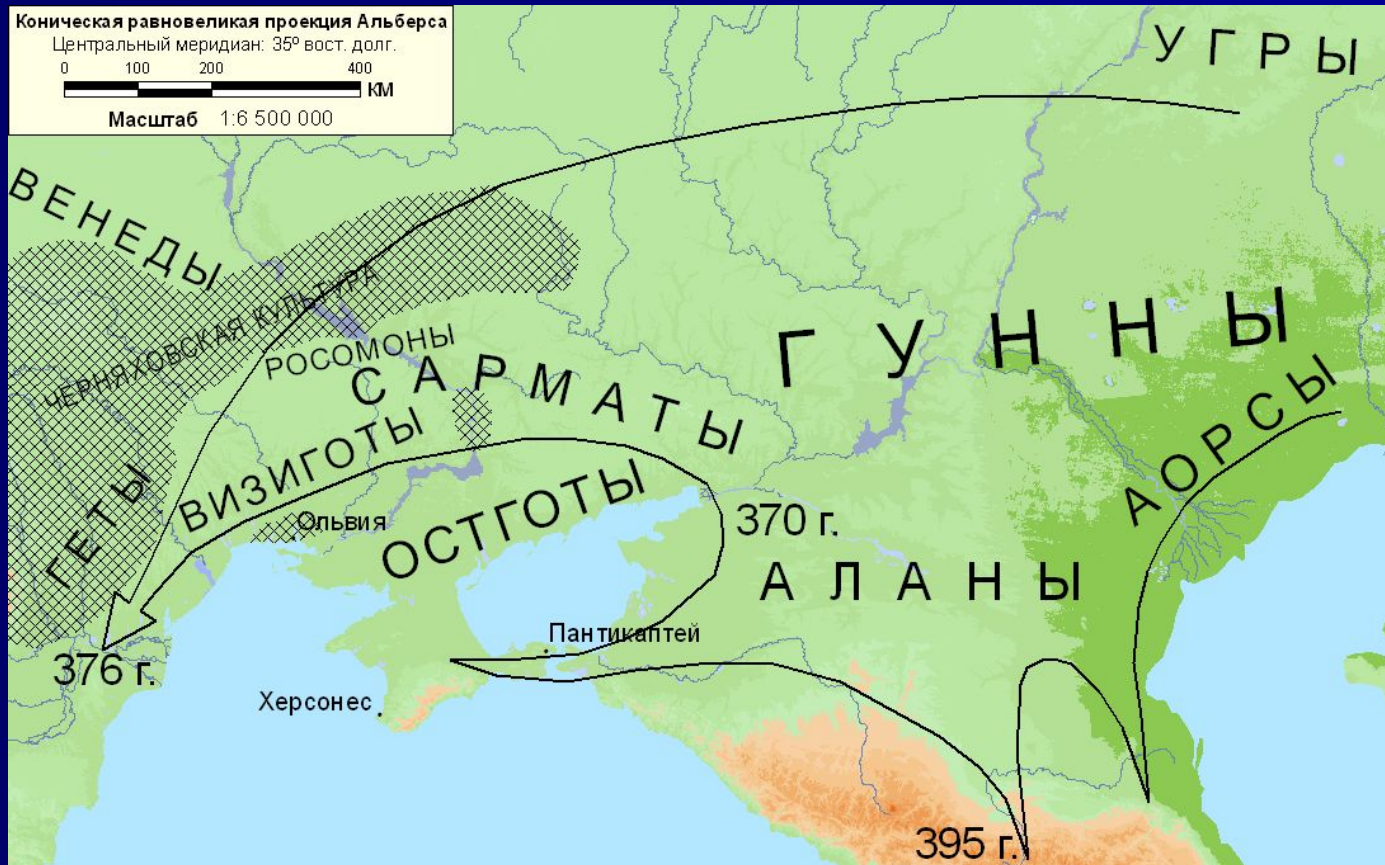 Коническая равновеликая проекция Альберса
Центральный меридиан: 35º вост. долг.
0 100 200 400
КМ
Масштаб 1:6 500 000
УГРЫ
ВЕНЕДЫ
ЧЕРНЯХОВСКАЯ КУЛЬТУРА
РОСОМОНЫ
САРМАТЫ
ГУННЫ
АОРСЫ
ВИЗИГОТЫ
ГЕТЫ
Ольвия
ОСТГОТЫ
370 г.
АЛАНЫ
Пантикаптей
376 г.
Херсонес
395 г.